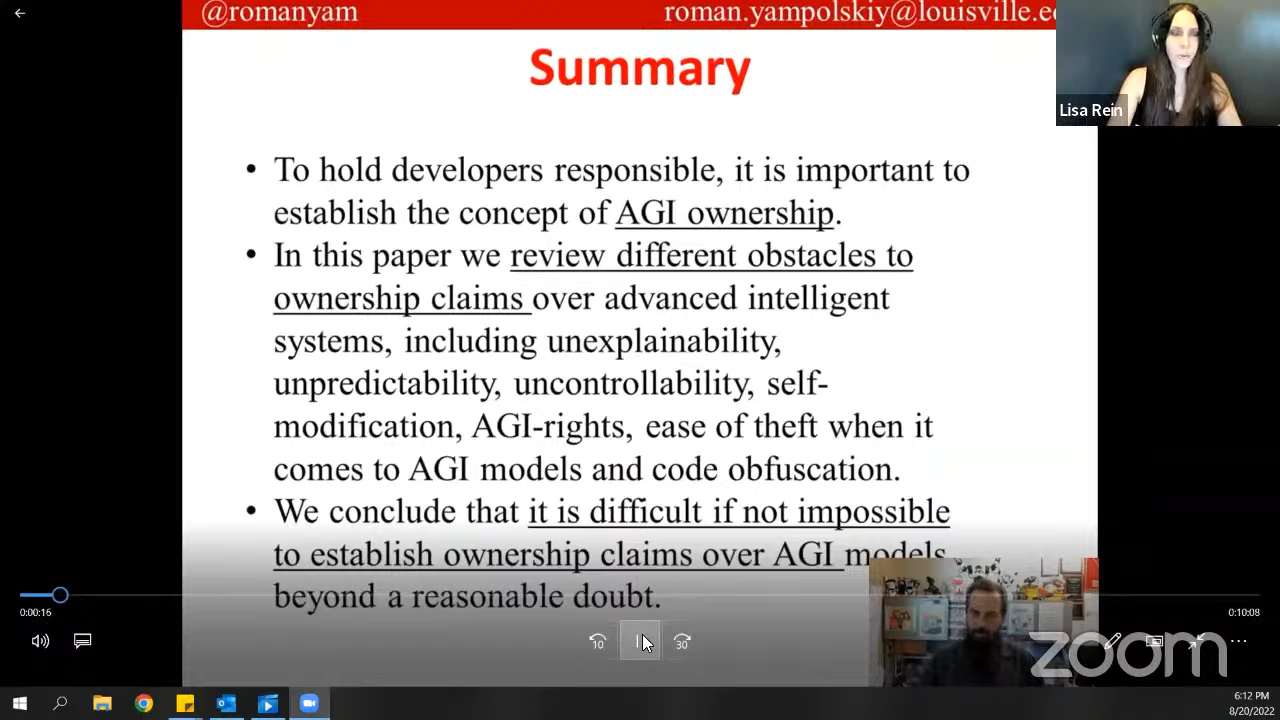 @romanyam
roman.yampolskiy@louisville.e
Summary
Lisa Rein
• To hold developers responsible, it is important to
establish the concept of AGI ownership.
• In this paper we review different obstacles to
ownership claims over advanced intelligent
systems, including unexplainability,
unpredictability, uncontrollability, self-
modification, AGI-rights, ease of theft when it
comes to AGI models and code obfuscation.
• We conclude that it is difficult if not impossible
to establish ownership claims over AGI models
beyond a reasonable doubt.
0:00:16
0:10:08
10
30
zoom
6:12 PM
8/20/2022